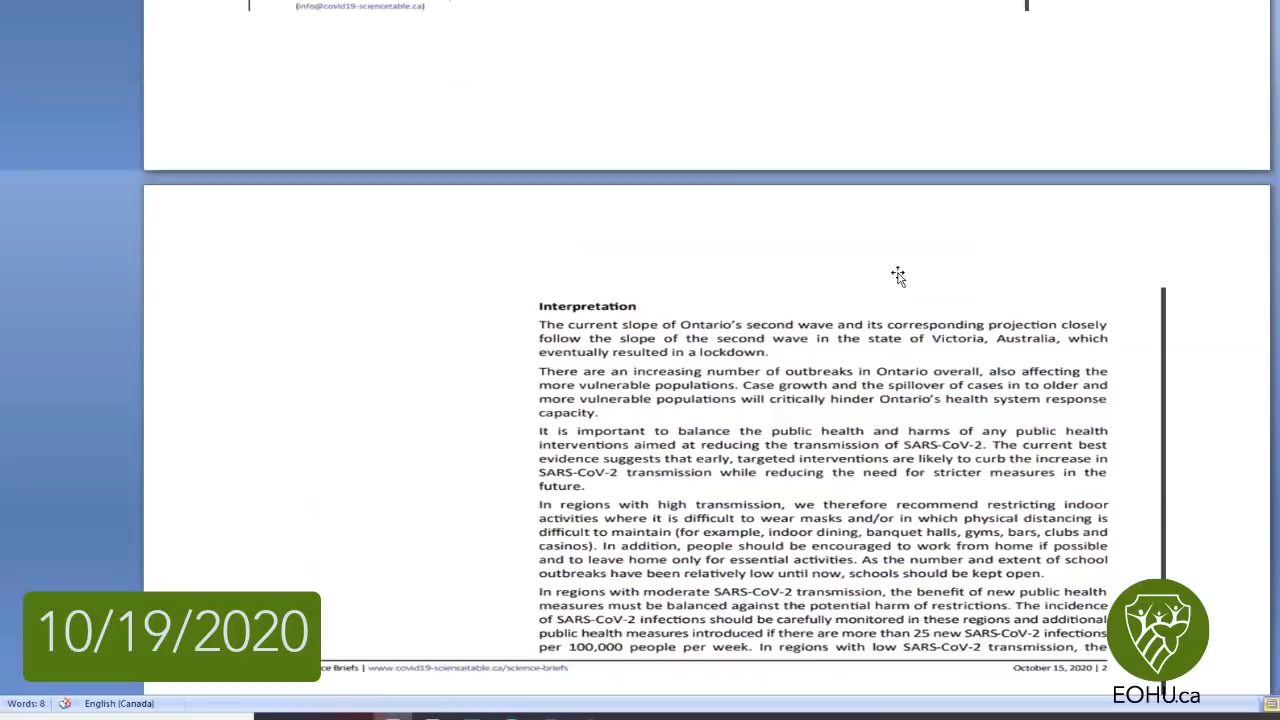 (info@covid19-sciencetable.ca)
Interpretation
The current slope of Ontario's second wave and its corresponding projection closely
follow the slope of the second wave in the state of Victoria, Australia, which
eventually resulted in a lockdown.
There are an increasing number of outbreaks in Ontario overall, also affecting the
more vulnerable populations. Case growth and the spillover of cases in to older and
more vulnerable populations will critically hinder Ontario's health system response
capacity.
It is important to balance the public health and harms of any public health
interventions aimed at reducing the transmission of SARS-CoV-2. The current best
evidence suggests that early, targeted interventions are likely to curb the increase in
SARS-CoV-2 transmission while reducing the need for stricter measures in the
future.
In regions with high transmission, we therefore recommend restricting indoor
activities where it is difficult to wear masks and/or in which physical distancing is
difficult to maintain (for example, indoor dining, banquet halls, gyms, bars, clubs and
casinos). In addition, people should be encouraged to work from home if possible
and to leave home only for essential activities. As the number and extent of school
outbreaks have been relatively low until now, schools should be kept open.
In regions with moderate SARS-CoV-2 transmission, the benefit of new public health
measures must be balanced against the potential harm of restrictions. The incidence
of SARS-CoV-2 infections should be carefully monitored in these regions and additional
public health measures introduced if there are more than 25 new SARS-CoV-2 infections
per 100,000 people per week. In regions with low SARS-CoV-2 transmission, the
10/19/2020
ce Briefs | www.covid19-sciencetable.ca/science-briefs
October 15, 2020 | 2
EOHU.ca
Words: 8
English (Canada)